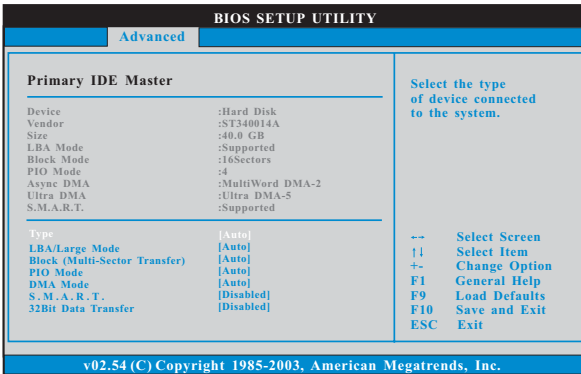 BIOS SETUP UTILITY
Advanced
Primary IDE Master
Device :Hard Disk
Vendor :ST340014A
Size :40.0 GB
LBA Mode :Supported
Block Mode :16Sectors
PIO Mode :4
Async DMA :MultiWord DMA-2
Ultra DMA :Ultra DMA-5
S.M.A.R.T. :Supported
Type [Auto]
LBA/Large Mode [Auto]
Block (Multi-Sector Transfer) [Auto]
PIO Mode [Auto]
DMA Mode [Auto]
S.M.A.R.T. [Disabled]
32Bit Data Transfer [Disabled]
Select the type
of device connected
to the system.
←→ Select Screen
↑↓ Select Item
+- Change Option
F1 General Help
F9 Load Defaults
F10 Save and Exit
ESC Exit
v02.54 (C) Copyright 1985-2003, American Megatrends, Inc.